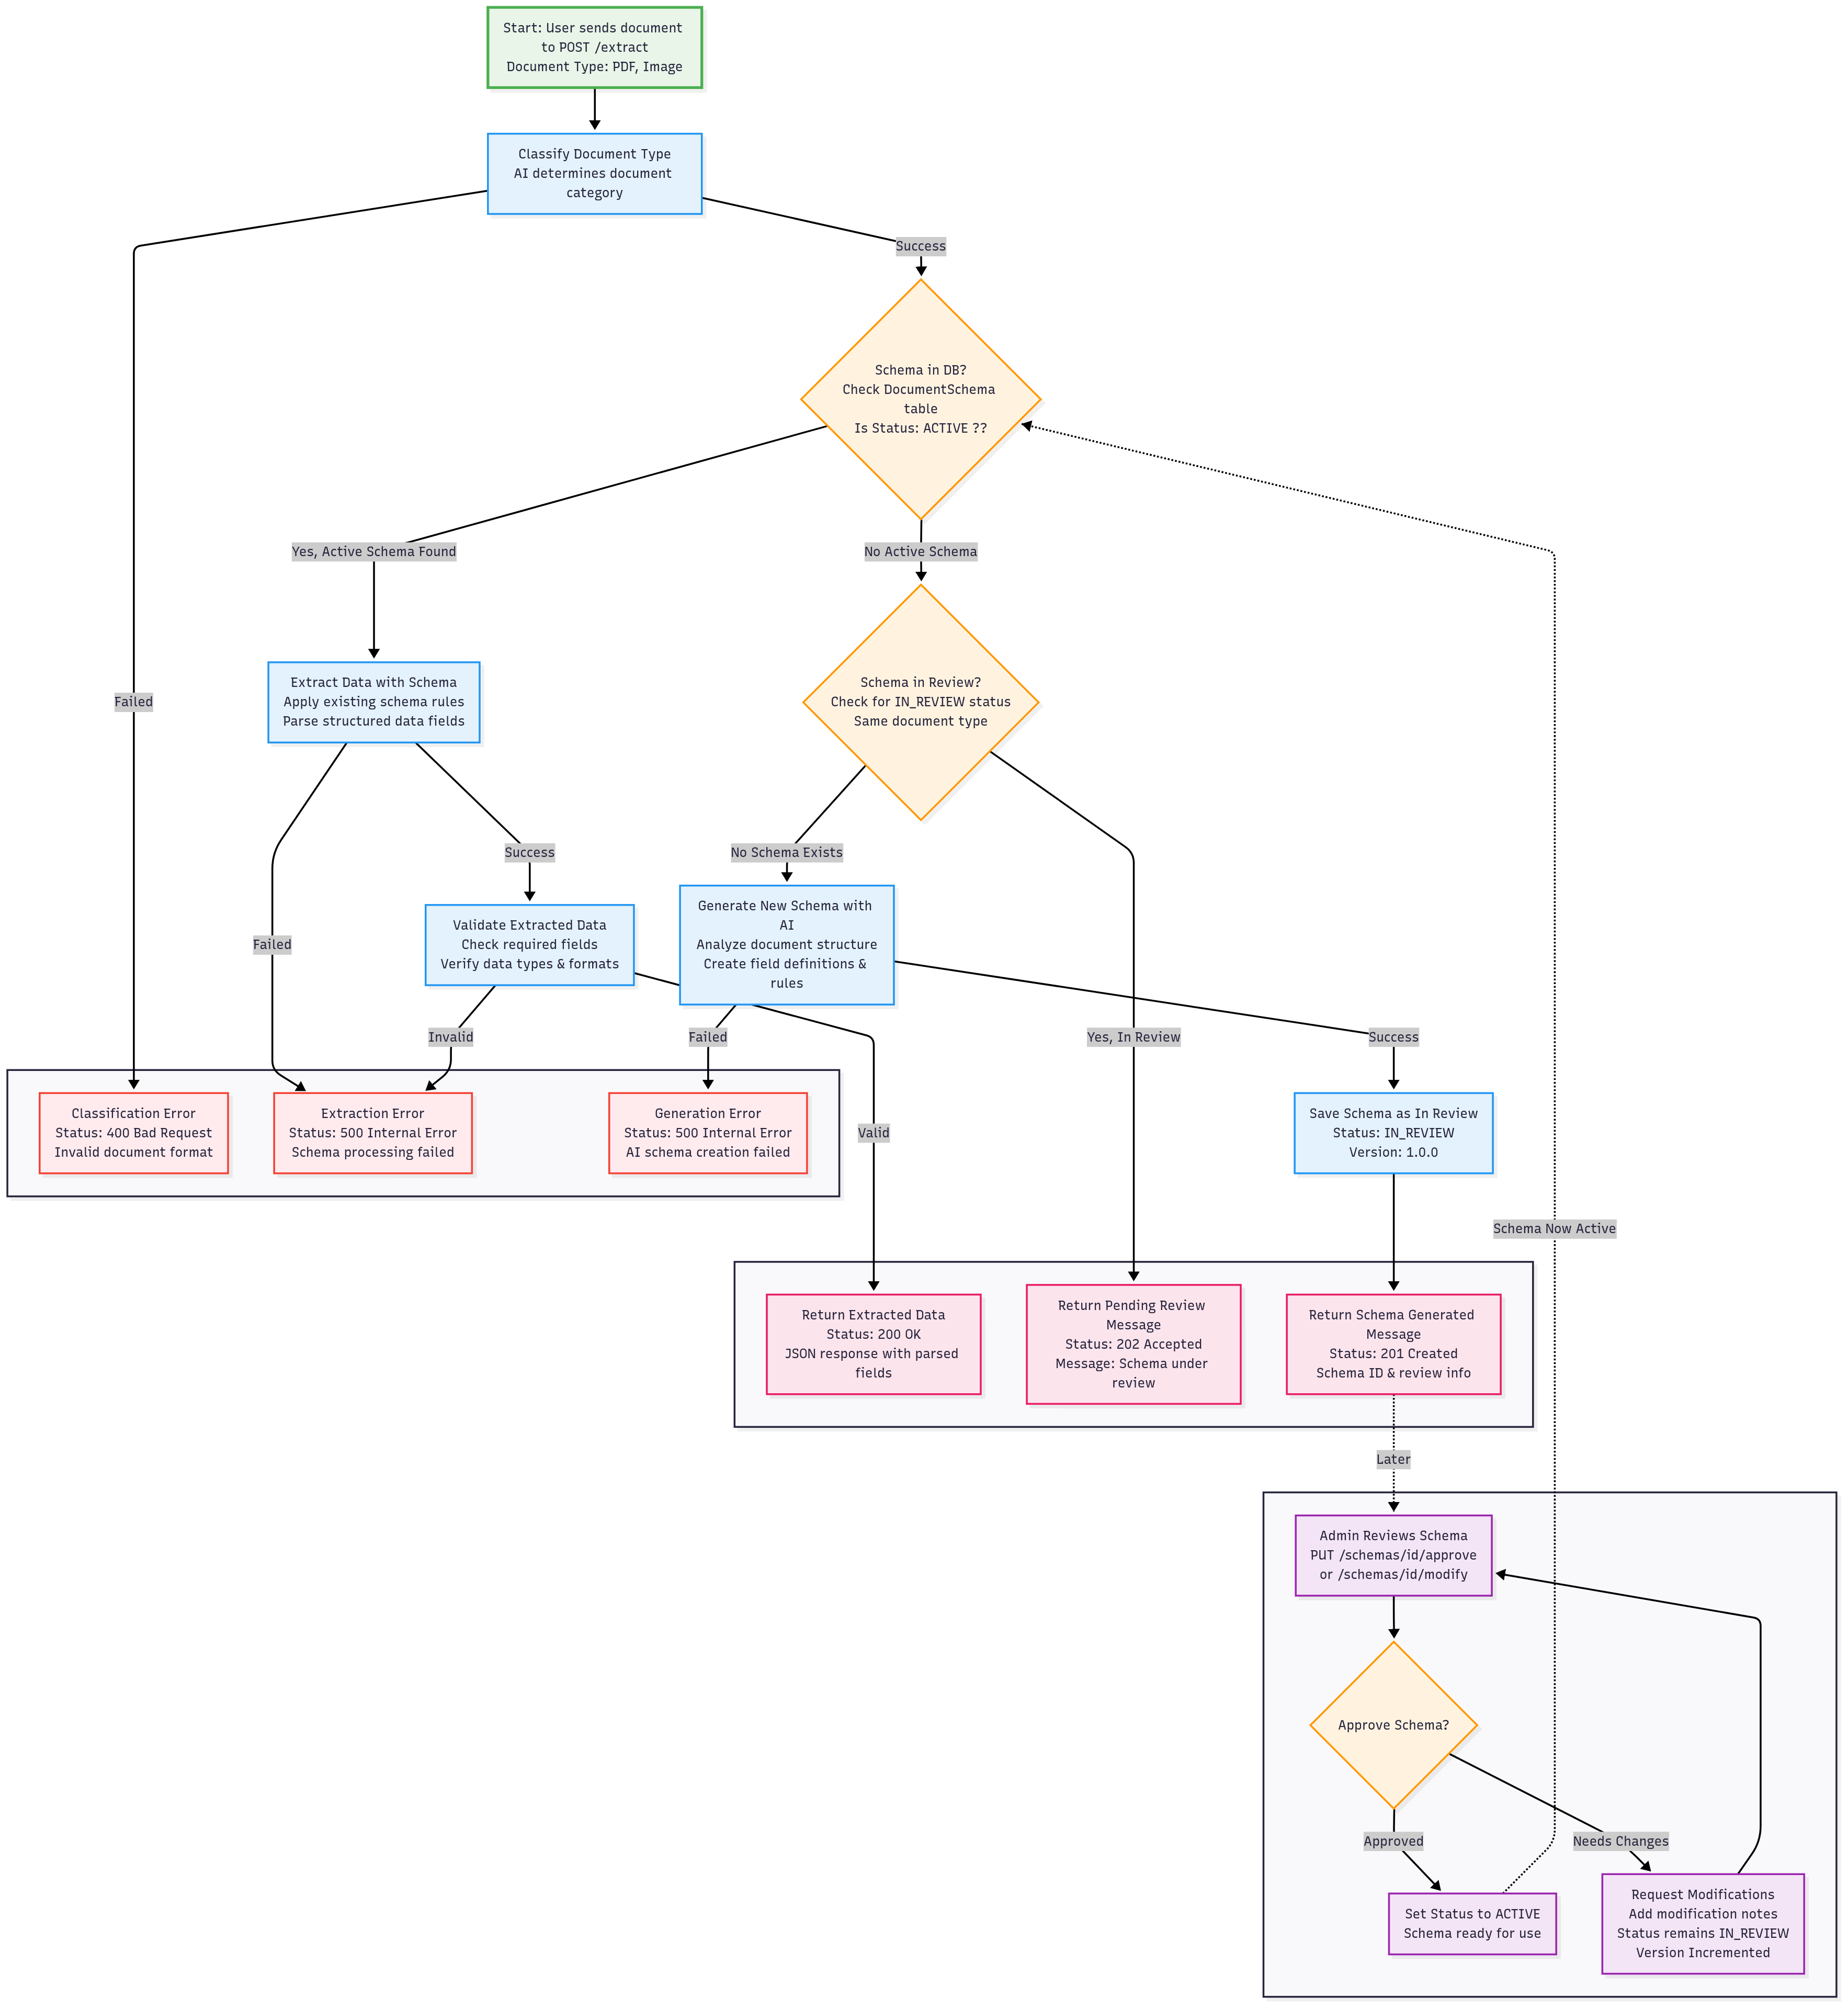 Start: User sends document
to POST /extract
Document Type: PDF, Image
Classify Document Type
AI determines document
category
Success
Schema in DB?
Check DocumentSchema
table
Is Status: ACTIVE ??
Yes, Active Schema Found
No Active Schema
Extract Data with Schema
Apply existing schema rules
Parse structured data fields
Schema in Review?
Check for IN_REVIEW status
Same document type
Failed
Success
No Schema Exists
Validate Extracted Data
Check required fields
Verify data types & formats
Generate New Schema with
AI
Analyze document structure
Create field definitions &
rules
Failed
Invalid
Failed
Yes, In Review
Success
Classification Error
Status: 400 Bad Request
Invalid document format
Extraction Error
Status: 500 Internal Error
Schema processing failed
Generation Error
Status: 500 Internal Error
AI schema creation failed
Valid
Save Schema as In Review
Status: IN_REVIEW
Version: 1.0.0
Schema Now Active
Return Extracted Data
Status: 200 OK
JSON response with parsed
fields
Return Pending Review
Message
Status: 202 Accepted
Message: Schema under
review
Return Schema Generated
Message
Status: 201 Created
Schema ID & review info
Later
Admin Reviews Schema
PUT /schemas/id/approve
or /schemas/id/modify
Approve Schema?
Approved
Needs Changes
Set Status to ACTIVE
Schema ready for use
Request Modifications
Add modification notes
Status remains IN_REVIEW
Version Incremented